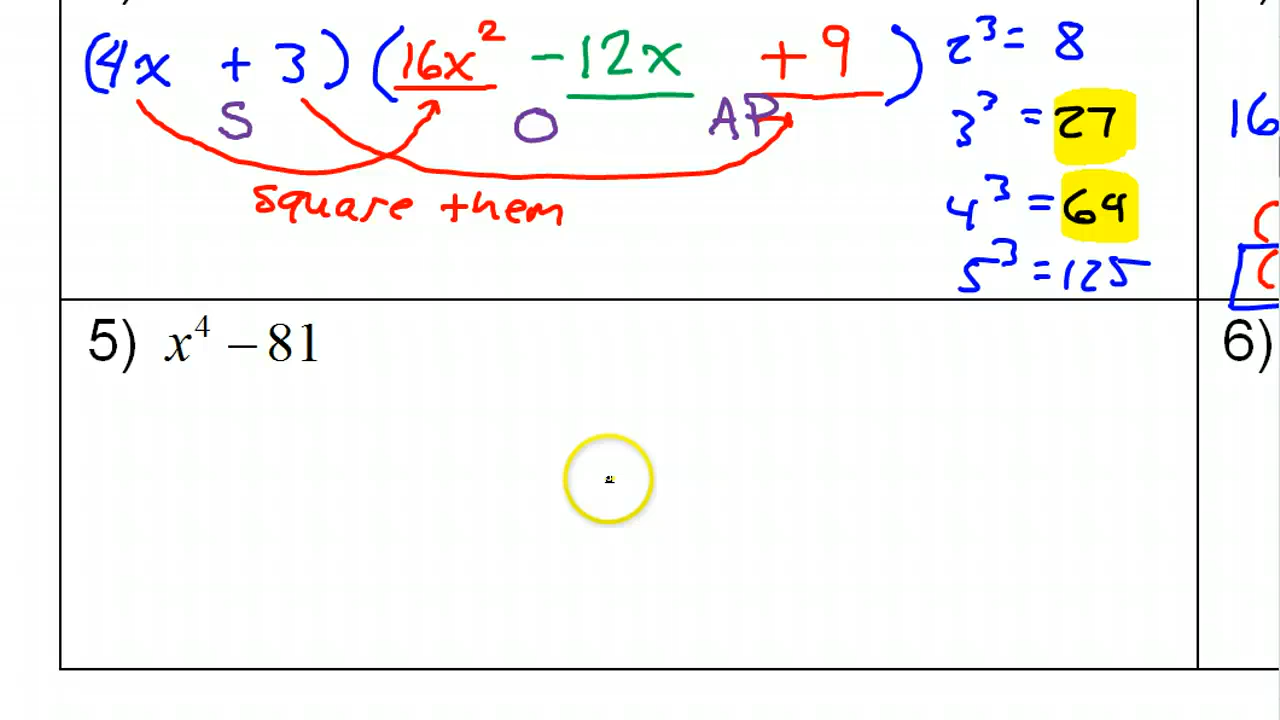 (4x + 3)(16x² - 12x + 9)
S O AP
square them
2³ = 8
3³ = 27
4³ = 64
5³ = 125
16
(
(
5) x⁴ – 81
6)